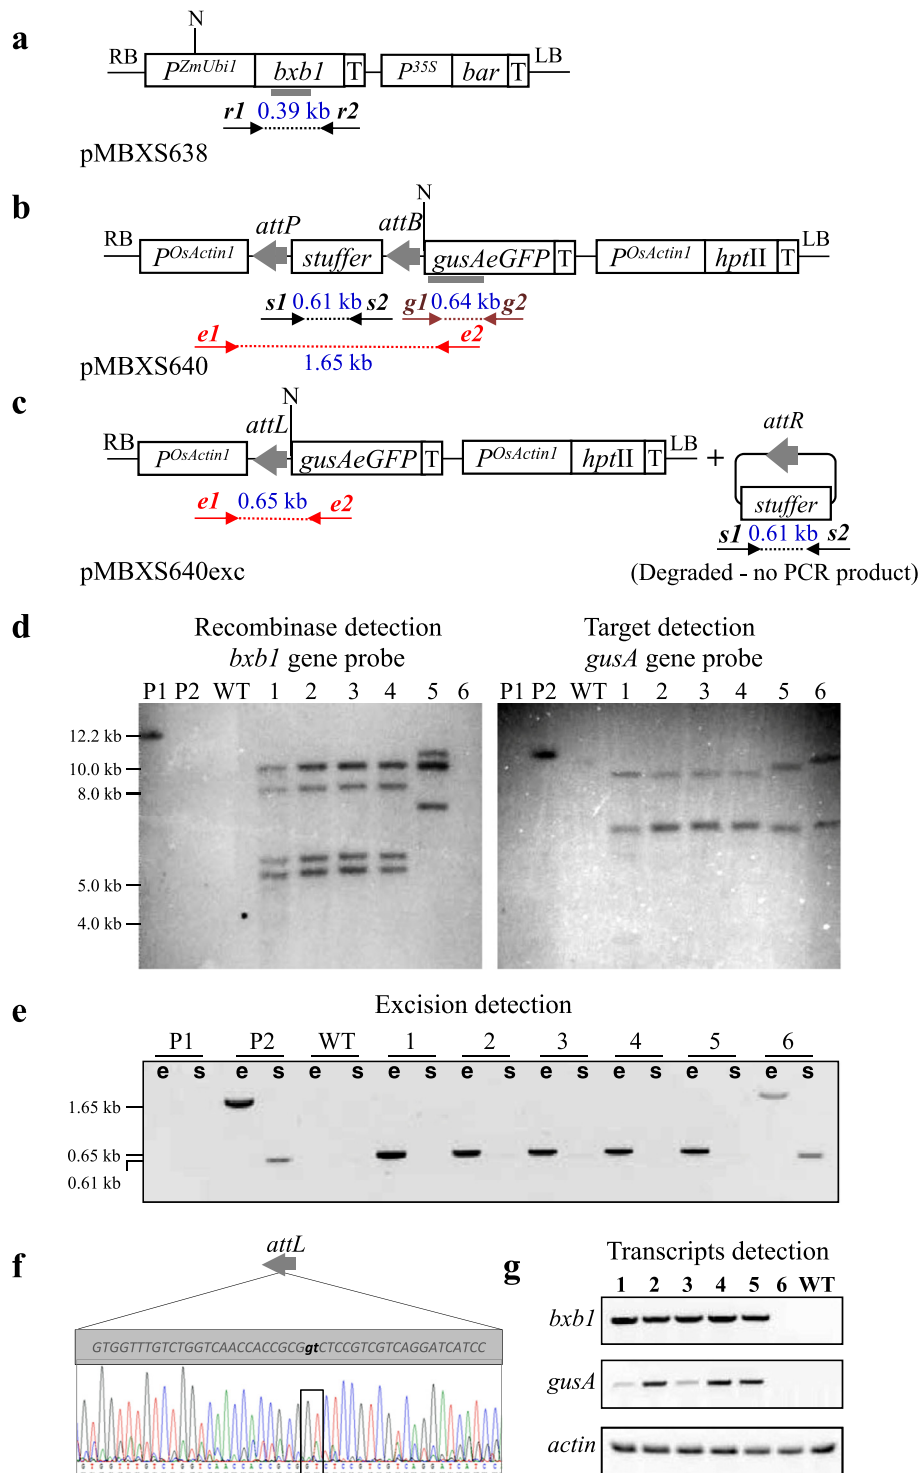 a
N
RB P^ZmUbi1 bxb1 T P^35S bar T LB
r1 0.39 kb r2
pMBXS638
b
N
attP attB
RB P^OsActin1 stuffer gusAeGFP T P^OsActin1 hptII T LB
s1 0.61 kb s2 g1 0.64 kb g2
e1 e2
1.65 kb
pMBXS640
c
N
attL attR
RB P^OsActin1 gusAeGFP T P^OsActin1 hptII T LB +
stuffer
e1 0.65 kb e2
s1 0.61 kb s2
pMBXS640exc
(Degraded - no PCR product)
d
Recombinase detection Target detection
bxb1 gene probe gusA gene probe
P1 P2 WT 1 2 3 4 5 6 P1 P2 WT 1 2 3 4 5 6
12.2 kb
10.0 kb
8.0 kb
5.0 kb
4.0 kb
e
Excision detection
P1 P2 WT 1 2 3 4 5 6
e s e s e s e s e s e s e s e s e s
1.65 kb
0.65 kb
0.61 kb
f
attL
GTGGTTTGTCTGGTCAACCACCGCGgtCTCCGTCGTCAGGATCATCC
g
Transcripts detection
1 2 3 4 5 6 WT
bxb1
gusA
actin